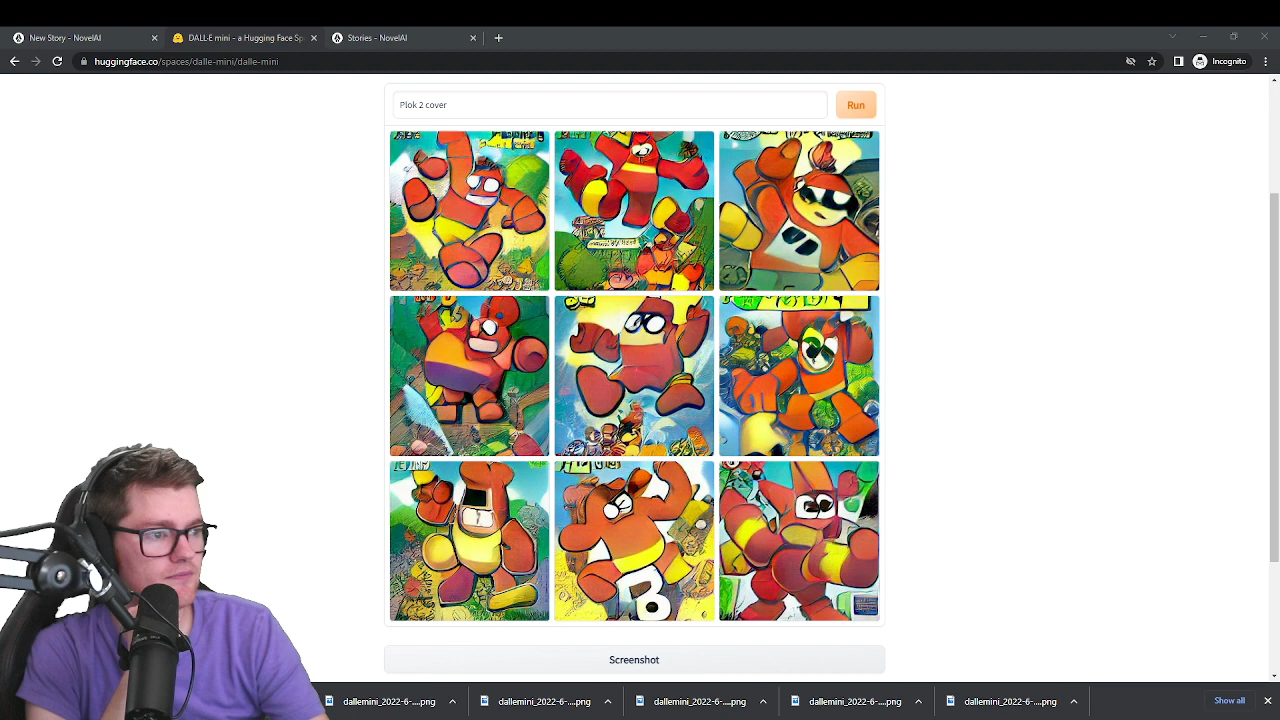 New Story – NovelAI
DALL·E mini - a Hugging Face Sp
Stories – NovelAI
huggingface.co/spaces/dalle-mini/dalle-mini
Incognito
Plok 2 cover
Run
B
Screenshot
dallemini_2022-6-....png
dallemini_2022-6-....png
dallemini_2022-6-....png
dallemini_2022-6-....png
dallemini_2022-6-....png
Show all